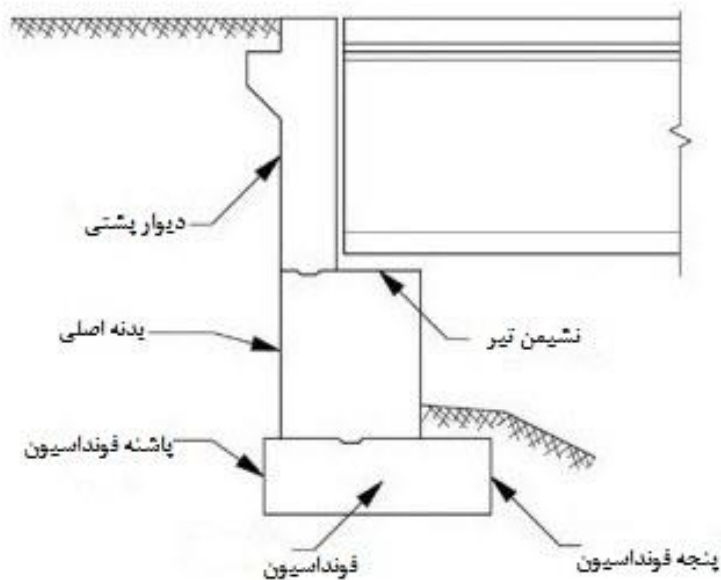 دیوار پشتی
نشیمن تیر
بدنه اصلی
پاشنه فونداسیون
پنجه فونداسیون
فونداسیون